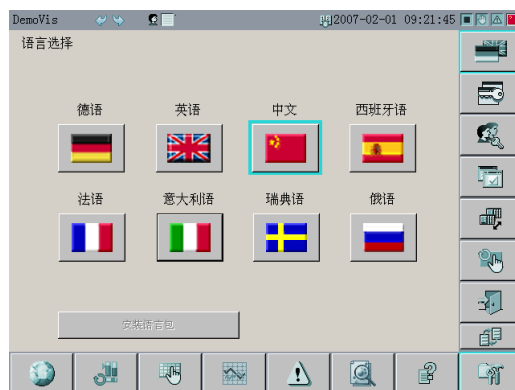 DemoVis 2007-02-01 09:21:45
语言选择
德语 英语 中文 西班牙语
法语 意大利语 瑞典语 俄语
安装语言包